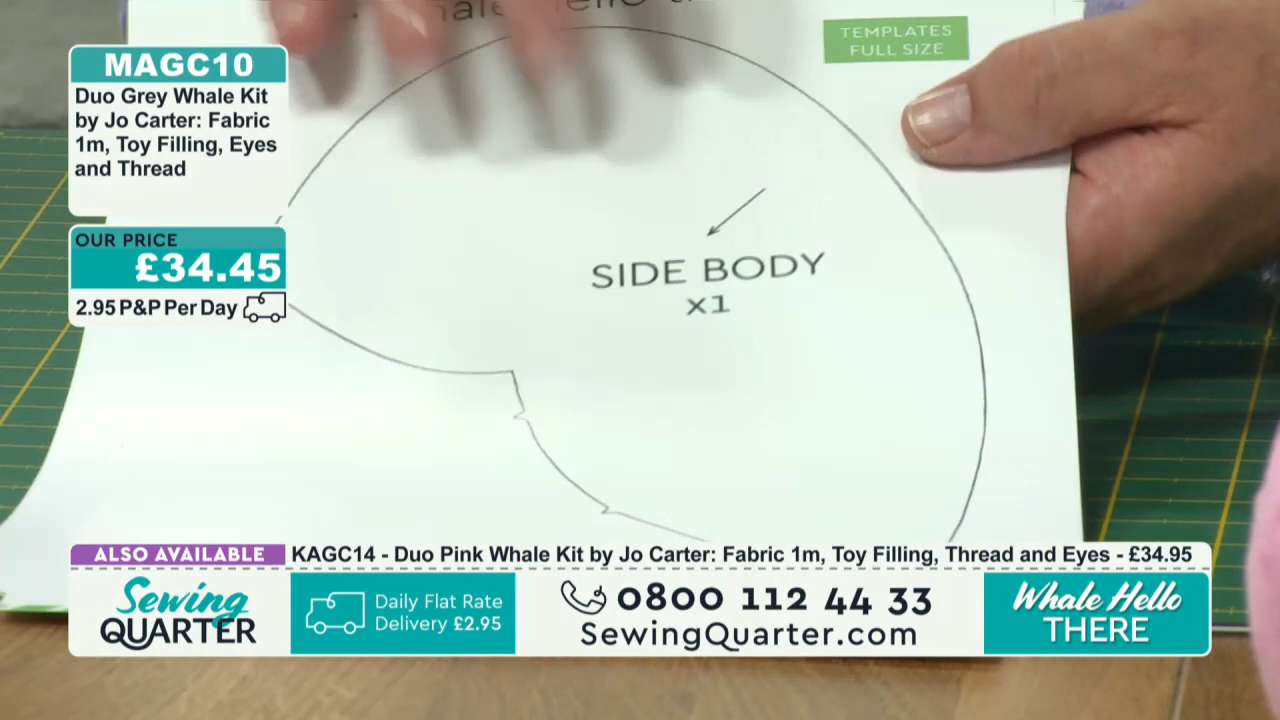 TEMPLATES
FULL SIZE
MAGC10
Duo Grey Whale Kit
by Jo Carter: Fabric
1m, Toy Filling, Eyes
and Thread
OUR PRICE
£34.45
2.95 P&P Per Day
SIDE BODY
x1
ALSO AVAILABLE
KAGC14 - Duo Pink Whale Kit by Jo Carter: Fabric 1m, Toy Filling, Thread and Eyes - £34.95
Sewing
QUARTER
Daily Flat Rate
Delivery £2.95
0800 112 44 33
SewingQuarter.com
Whale Hello
THERE